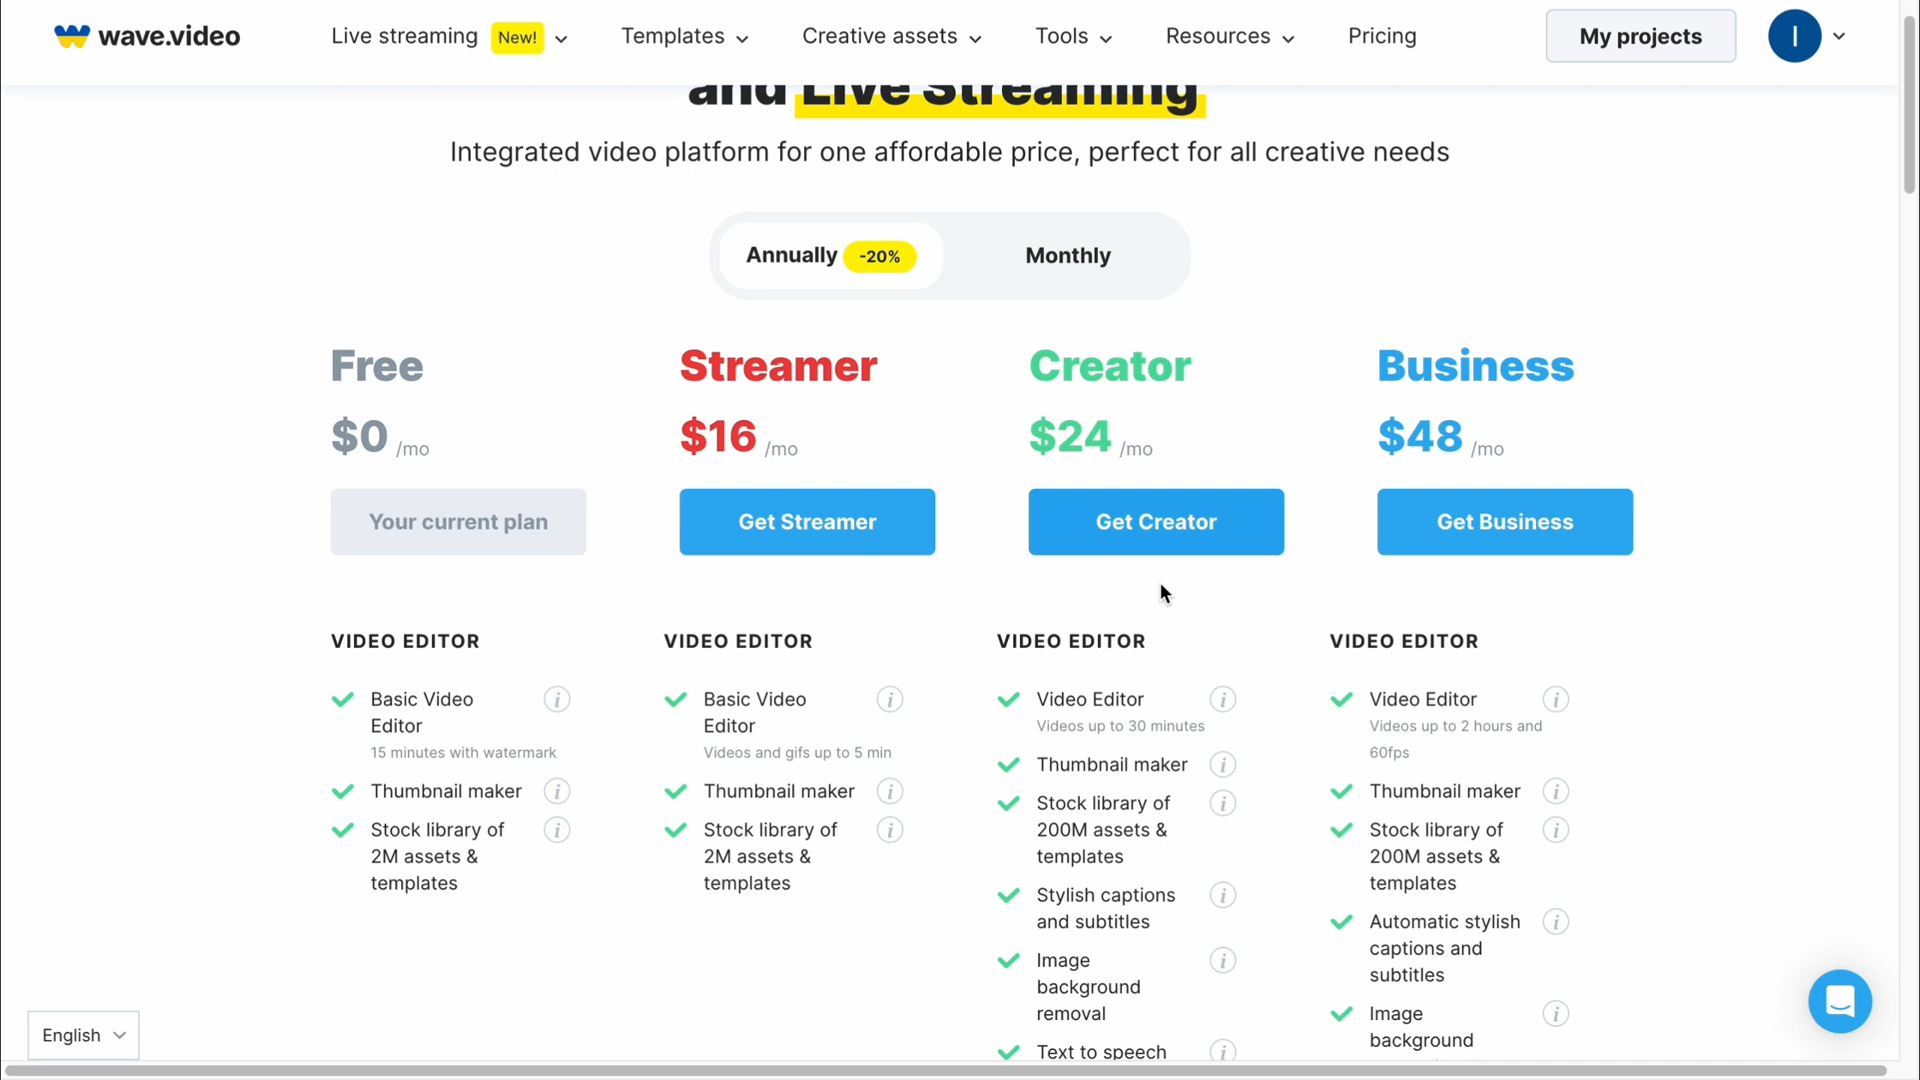 wave.video
Live streaming New!
Templates
Creative assets
Tools
Resources
Pricing
My projects
I
and Live Streaming
Integrated video platform for one affordable price, perfect for all creative needs
Annually -20%
Monthly
Free
Streamer
Creator
Business
$0 /mo
$16 /mo
$24 /mo
$48 /mo
Your current plan
Get Streamer
Get Creator
Get Business
VIDEO EDITOR
Basic Video
Editor
15 minutes with watermark
Thumbnail maker
Stock library of
2M assets &
templates
VIDEO EDITOR
Basic Video
Editor
Videos and gifs up to 5 min
Thumbnail maker
Stock library of
2M assets &
templates
VIDEO EDITOR
Video Editor
Videos up to 30 minutes
Thumbnail maker
Stock library of
200M assets &
templates
Stylish captions
and subtitles
Image
background
removal
Text to speech
VIDEO EDITOR
Video Editor
Videos up to 2 hours and
60fps
Thumbnail maker
Stock library of
200M assets &
templates
Automatic stylish
captions and
subtitles
Image
background
English